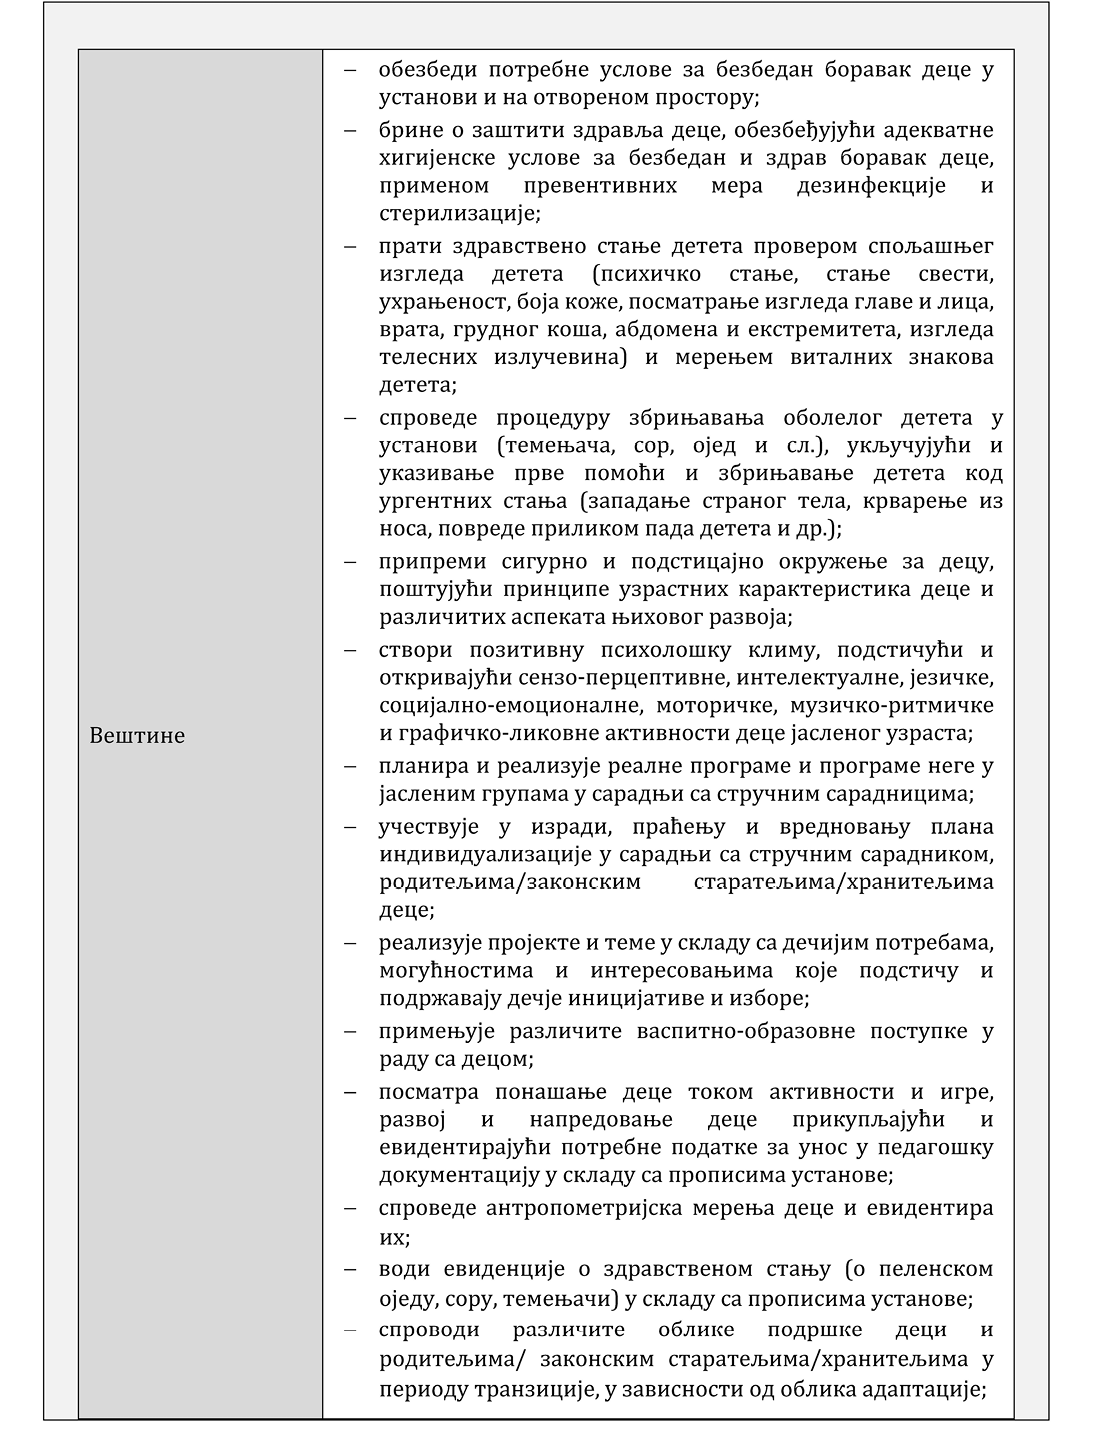 Вештине
– обезбеди потребне услове за безбедан боравак деце у
установи и на отвореном простору;
– брине о заштити здравља деце, обезбеђујући адекватне
хигијенске услове за безбедан и здрав боравак деце,
применом превентивних мера дезинфекције и
стерилизације;
– прати здравствено стање детета провером спољашњег
изгледа детета (психичко стање, стање свести,
ухрањеност, боја коже, посматрање изгледа главе и лица,
врата, грудног коша, абдомена и екстремитета, изгледа
телесних излучевина) и мерењем виталних знакова
детета;
– спроведе процедуру збрињавања оболелог детета у
установи (темењача, сор, ојед и сл.), укључујући и
указивање прве помоћи и збрињавање детета код
ургентних стања (западање страног тела, крварење из
носа, повреде приликом пада детета и др.);
– припреми сигурно и подстицајно окружење за децу,
поштујући принципе узрастних карактеристика деце и
различитих аспеката њиховог развоја;
– створи позитивну психолошку климу, подстичући и
откривајући сензо-перцептивне, интелектуалне, језичке,
социјално-емоционалне, моторичке, музичко-ритмичке
и графичко-ликовне активности деце јасленог узраста;
– планира и реализује реалне програме и програме неге у
јасленим групама у сарадњи са стручним сарадницима;
– учествује у изради, праћењу и вредновању плана
индивидуализације у сарадњи са стручним сарадником,
родитељима/законским старатељима/хранитељима
деце;
– реализује пројекте и теме у складу са дечијим потребама,
могућностима и интересовањима које подстичу и
подржавају дечје иницијативе и изборе;
– примењује различите васпитно-образовне поступке у
раду са децом;
– посматра понашање деце током активности и игре,
развој и напредовање деце прикупљајући и
евидентирајући потребне податке за унос у педагошку
документацију у складу са прописима установе;
– спроведе антропометријска мерења деце и евидентира
их;
– води евиденције о здравственом стању (о пеленском
оједу, сору, темењачи) у складу са прописима установе;
– спроводи различите облике подршке деци и
родитељима/ законским старатељима/хранитељима у
периоду транзиције, у зависности од облика адаптације;